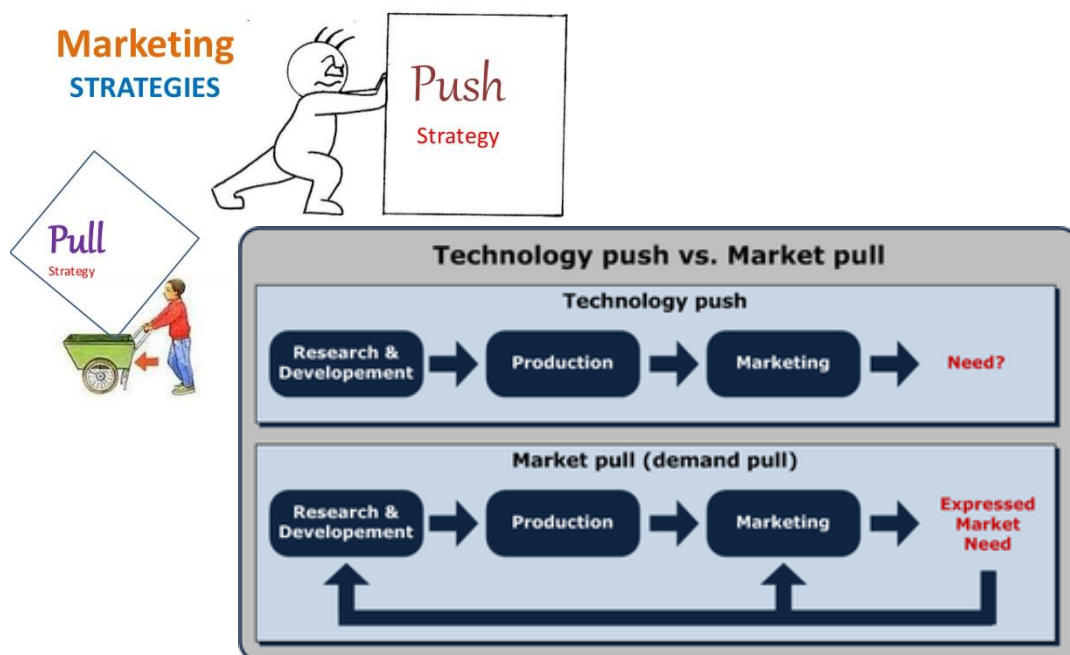 Marketing
STRATEGIES
Push
Strategy
Pull
Strategy
Technology push vs. Market pull
Technology push
Research &
Developement
Production
Marketing
Need?
Market pull (demand pull)
Research &
Developement
Production
Marketing
Expressed
Market
Need